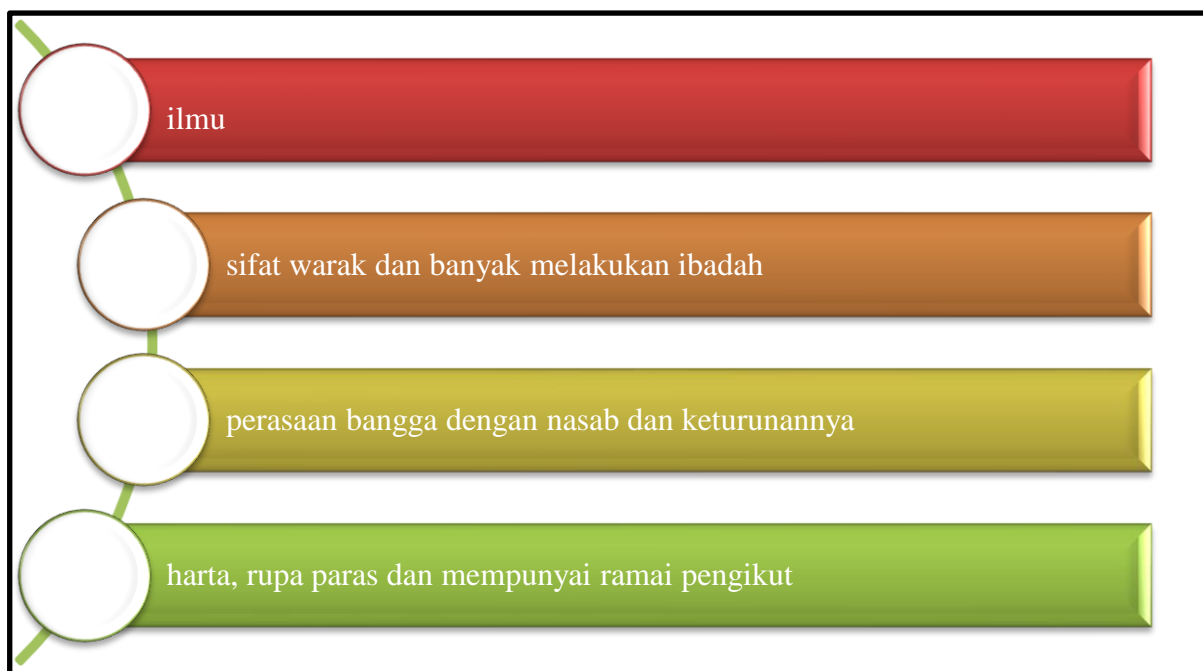 ilmu
sifat warak dan banyak melakukan ibadah
perasaan bangga dengan nasab dan keturunannya
harta, rupa paras dan mempunyai ramai pengikut